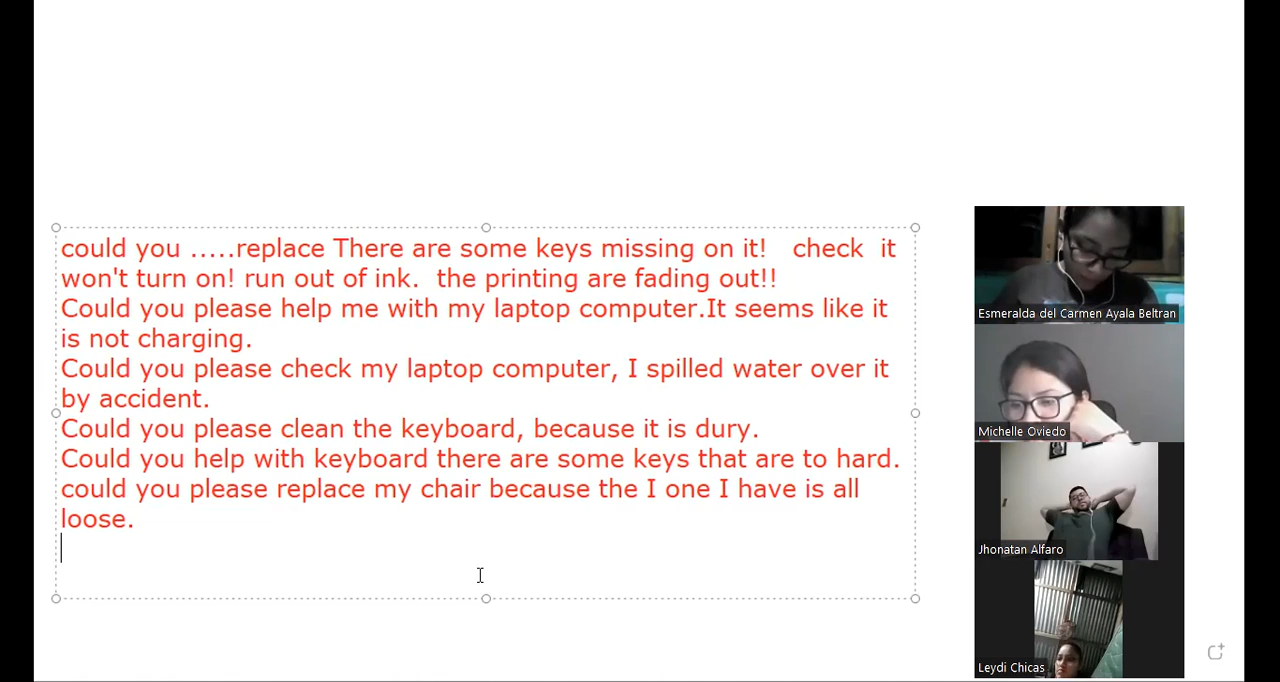 could you .....replace There are some keys missing on it!   check  it
won't turn on! run out of ink.  the printing are fading out!!
Could you please help me with my laptop computer.It seems like it
is not charging.
Could you please check my laptop computer, I spilled water over it
by accident.
Could you please clean the keyboard, because it is dury.
Could you help with keyboard there are some keys that are to hard.
could you please replace my chair because the I one I have is all
loose.
Esmeralda del Carmen Ayala Beltran
Michelle Oviedo
Jhonatan Alfaro
Leydi Chicas